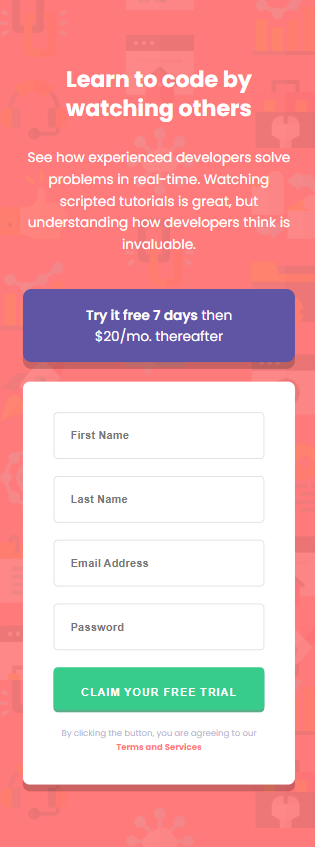 Learn to code by
watching others
See how experienced developers solve
problems in real-time. Watching
scripted tutorials is great, but
understanding how developers think is
invaluable.
Try it free 7 days then
$20/mo. thereafter
First Name
Last Name
Email Address
Password
CLAIM YOUR FREE TRIAL
By clicking the button, you are agreeing to our
Terms and Services